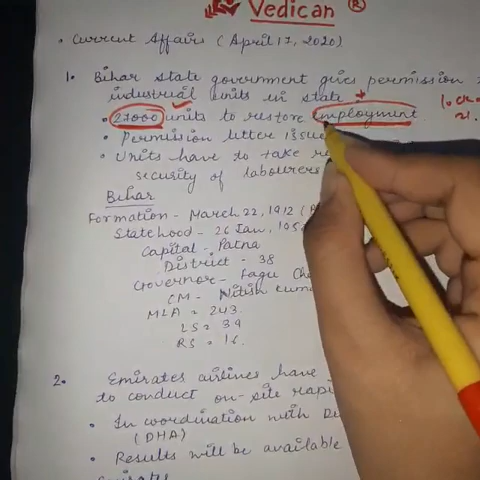 Vedican ®
• Current Affairs (April 17, 2020)
1. Bihar state government gives permission
industrial units in state
• 27000 units to restore employment
• Permission letter
• Units have to take
security of labourers
Bihar
Formation - March 22, 1912
Statehood - 26 Jan,
Capital - Patna
District - 38
Governor - Fagu
CM - Nitish
MLA = 243
LS = 39
RS = 16.
2. Emirates airlines have
to conduct on-site
• In coordination with
(DHA)
• Results will be available
Emirates